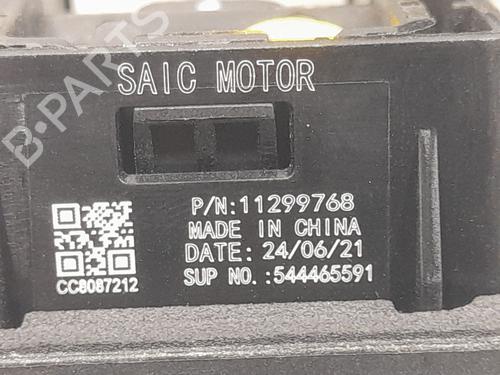 SAIC MOTOR
B-PARTS
P/N:11299768
MADE IN CHINA
DATE: 24/06/21
SUP NO.:544465591
CC8087212